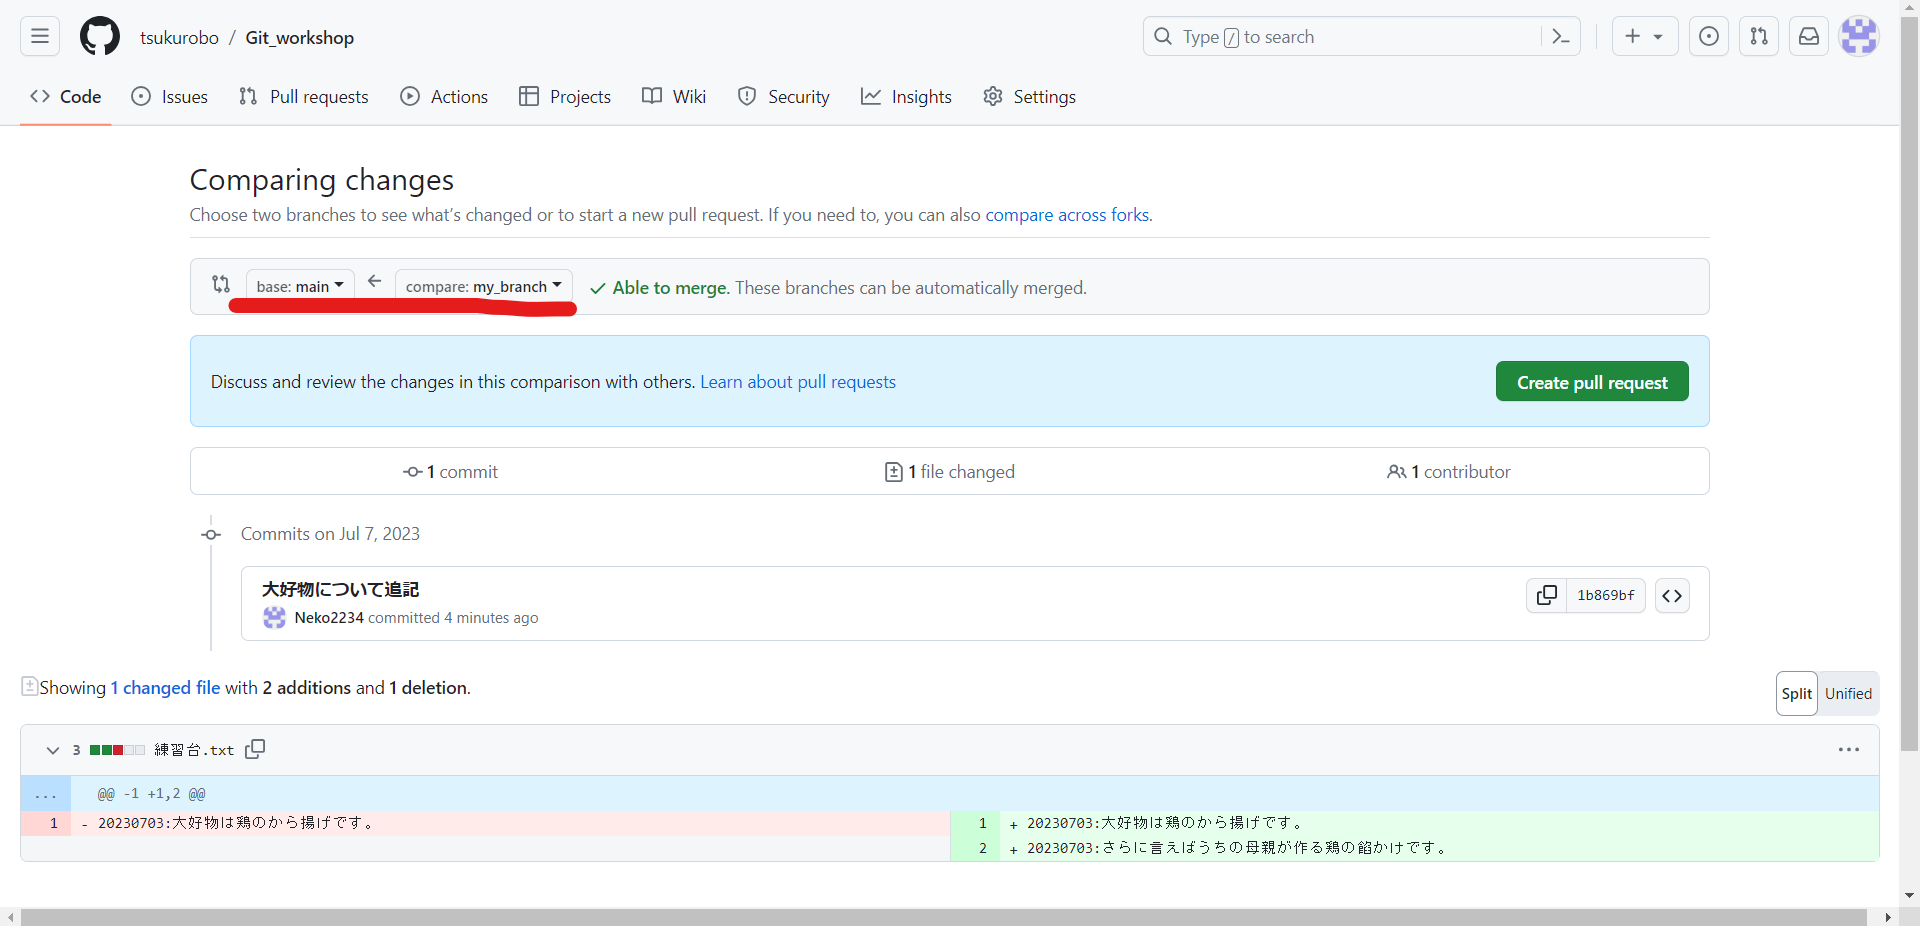 tsukurobo / Git_workshop
Type / to search
Code Issues Pull requests Actions Projects Wiki Security Insights Settings
Comparing changes
Choose two branches to see what's changed or to start a new pull request. If you need to, you can also compare across forks.
base: main compare: my_branch Able to merge. These branches can be automatically merged.
Discuss and review the changes in this comparison with others. Learn about pull requests Create pull request
1 commit 1 file changed 1 contributor
Commits on Jul 7, 2023
大好物について追記
1b869bf
Neko2234 committed 4 minutes ago
Showing 1 changed file with 2 additions and 1 deletion.
Split Unified
3 練習台.txt
... @@ -1 +1,2 @@
1 - 20230703:大好物は鶏のから揚げです。 1 + 20230703:大好物は鶏のから揚げです。
2 + 20230703:さらに言えばうちの母親が作る鶏の餡かけです。